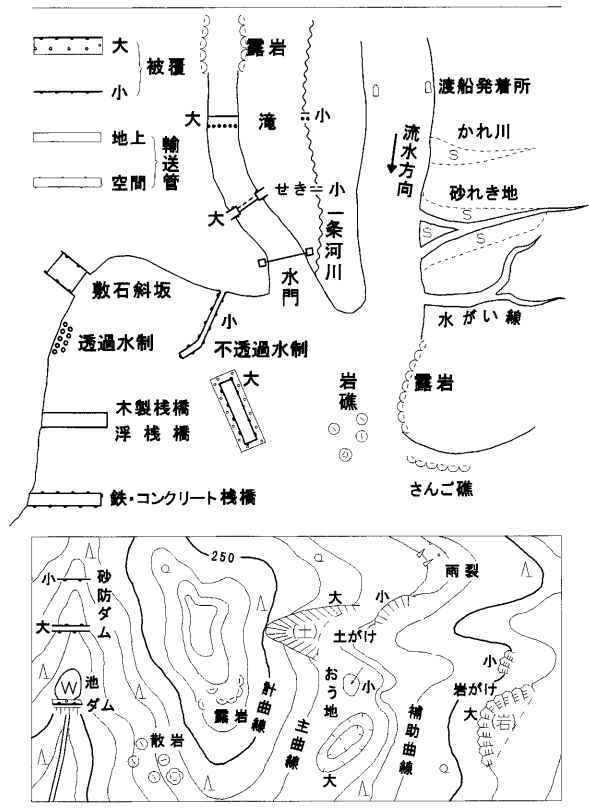 大
被覆
小
地上
輸送管
空間
露岩
渡船発着所
大
滝
小
流水方向
かれ川
S
せき
小
砂れき地
大
一条河川
S
S
S
水門
敷石斜坂
小
水がい線
透過水制
不透過水制
大
岩礁
露岩
木製桟橋
浮桟橋
さんご礁
鉄・コンクリート桟橋
250
雨裂
小
砂防ダム
大
小
大
土
土がけ
小
池
W
ダム
おう地
小
岩がけ
大
岩
露岩
計曲線
主曲線
補助曲線
散岩
大